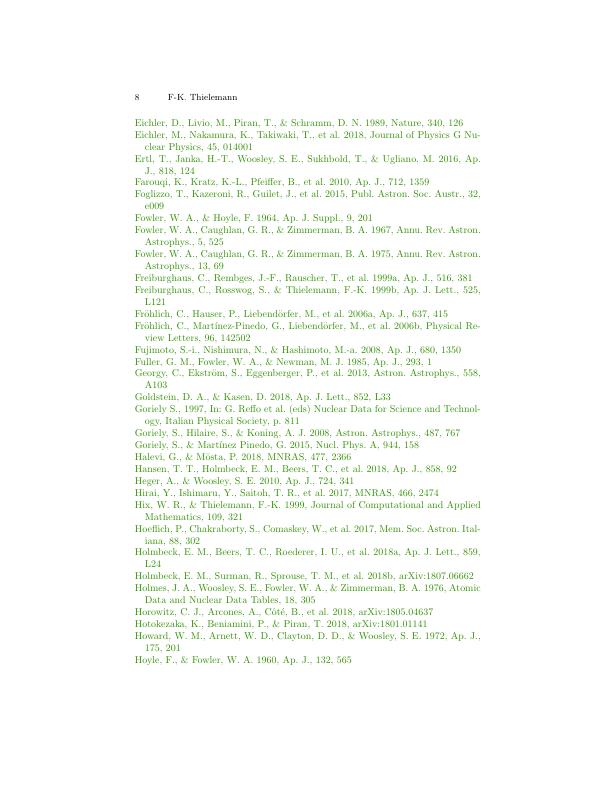 8 F-K. Thielemann
Eichler, D., Livio, M., Piran, T., & Schramm, D. N. 1989, Nature, 340, 126
Eichler, M., Nakamura, K., Takiwaki, T., et al. 2018, Journal of Physics G Nu-
clear Physics, 45, 014001
Ertl, T., Janka, H.-T., Woosley, S. E., Sukhbold, T., & Ugliano, M. 2016, Ap.
J., 818, 124
Farouqi, K., Kratz, K.-L., Pfeiffer, B., et al. 2010, Ap. J., 712, 1359
Foglizzo, T., Kazeroni, R., Guilet, J., et al. 2015, Publ. Astron. Soc. Austr., 32,
e009
Fowler, W. A., & Hoyle, F. 1964, Ap. J. Suppl., 9, 201
Fowler, W. A., Caughlan, G. R., & Zimmerman, B. A. 1967, Annu. Rev. Astron.
Astrophys., 5, 525
Fowler, W. A., Caughlan, G. R., & Zimmerman, B. A. 1975, Annu. Rev. Astron.
Astrophys., 13, 69
Freiburghaus, C., Rembges, J.-F., Rauscher, T., et al. 1999a, Ap. J., 516, 381
Freiburghaus, C., Rosswog, S., & Thielemann, F.-K. 1999b, Ap. J. Lett., 525,
L121
Fröhlich, C., Hauser, P., Liebendörfer, M., et al. 2006a, Ap. J., 637, 415
Fröhlich, C., Martínez-Pinedo, G., Liebendörfer, M., et al. 2006b, Physical Re-
view Letters, 96, 142502
Fujimoto, S.-i., Nishimura, N., & Hashimoto, M.-a. 2008, Ap. J., 680, 1350
Fuller, G. M., Fowler, W. A., & Newman, M. J. 1985, Ap. J., 293, 1
Georgy, C., Ekström, S., Eggenberger, P., et al. 2013, Astron. Astrophys., 558,
A103
Goldstein, D. A., & Kasen, D. 2018, Ap. J. Lett., 852, L33
Goriely S., 1997, In: G. Reffo et al. (eds) Nuclear Data for Science and Technol-
ogy, Italian Physical Society, p. 811
Goriely, S., Hilaire, S., & Koning, A. J. 2008, Astron. Astrophys., 487, 767
Goriely, S., & Martínez Pinedo, G. 2015, Nucl. Phys. A, 944, 158
Halevi, G., & Mösta, P. 2018, MNRAS, 477, 2366
Hansen, T. T., Holmbeck, E. M., Beers, T. C., et al. 2018, Ap. J., 858, 92
Heger, A., & Woosley, S. E. 2010, Ap. J., 724, 341
Hirai, Y., Ishimaru, Y., Saitoh, T. R., et al. 2017, MNRAS, 466, 2474
Hix, W. R., & Thielemann, F.-K. 1999, Journal of Computational and Applied
Mathematics, 109, 321
Hoeflich, P., Chakraborty, S., Comaskey, W., et al. 2017, Mem. Soc. Astron. Ital-
iana, 88, 302
Holmbeck, E. M., Beers, T. C., Roederer, I. U., et al. 2018a, Ap. J. Lett., 859,
L24
Holmbeck, E. M., Surman, R., Sprouse, T. M., et al. 2018b, arXiv:1807.06662
Holmes, J. A., Woosley, S. E., Fowler, W. A., & Zimmerman, B. A. 1976, Atomic
Data and Nuclear Data Tables, 18, 305
Horowitz, C. J., Arcones, A., Côté, B., et al. 2018, arXiv:1805.04637
Hotokezaka, K., Beniamini, P., & Piran, T. 2018, arXiv:1801.01141
Howard, W. M., Arnett, W. D., Clayton, D. D., & Woosley, S. E. 1972, Ap. J.,
175, 201
Hoyle, F., & Fowler, W. A. 1960, Ap. J., 132, 565